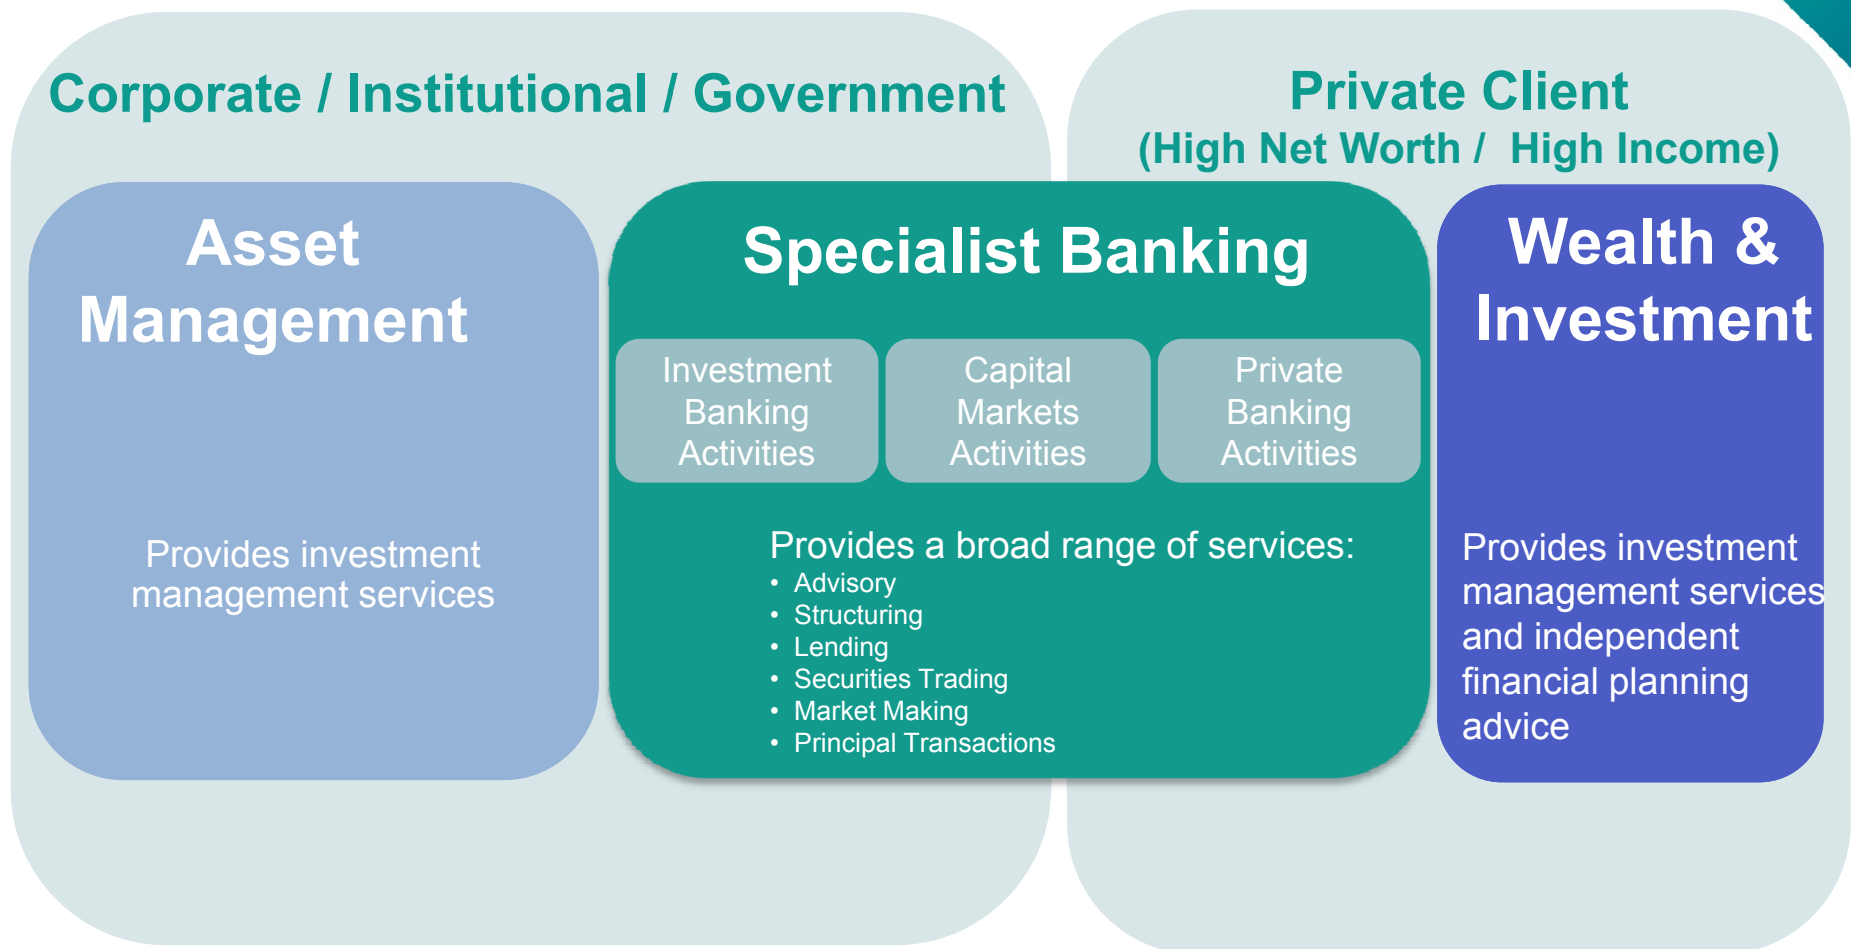 Corporate / Institutional / Government
Private Client
(High Net Worth / High Income)
Asset
Management
Provides investment
management services
Specialist Banking
Investment
Banking
Activities
Capital
Markets
Activities
Private
Banking
Activities
Provides a broad range of services:
• Advisory
• Structuring
• Lending
• Securities Trading
• Market Making
• Principal Transactions
Wealth &
Investment
Provides investment
management services
and independent
financial planning
advice